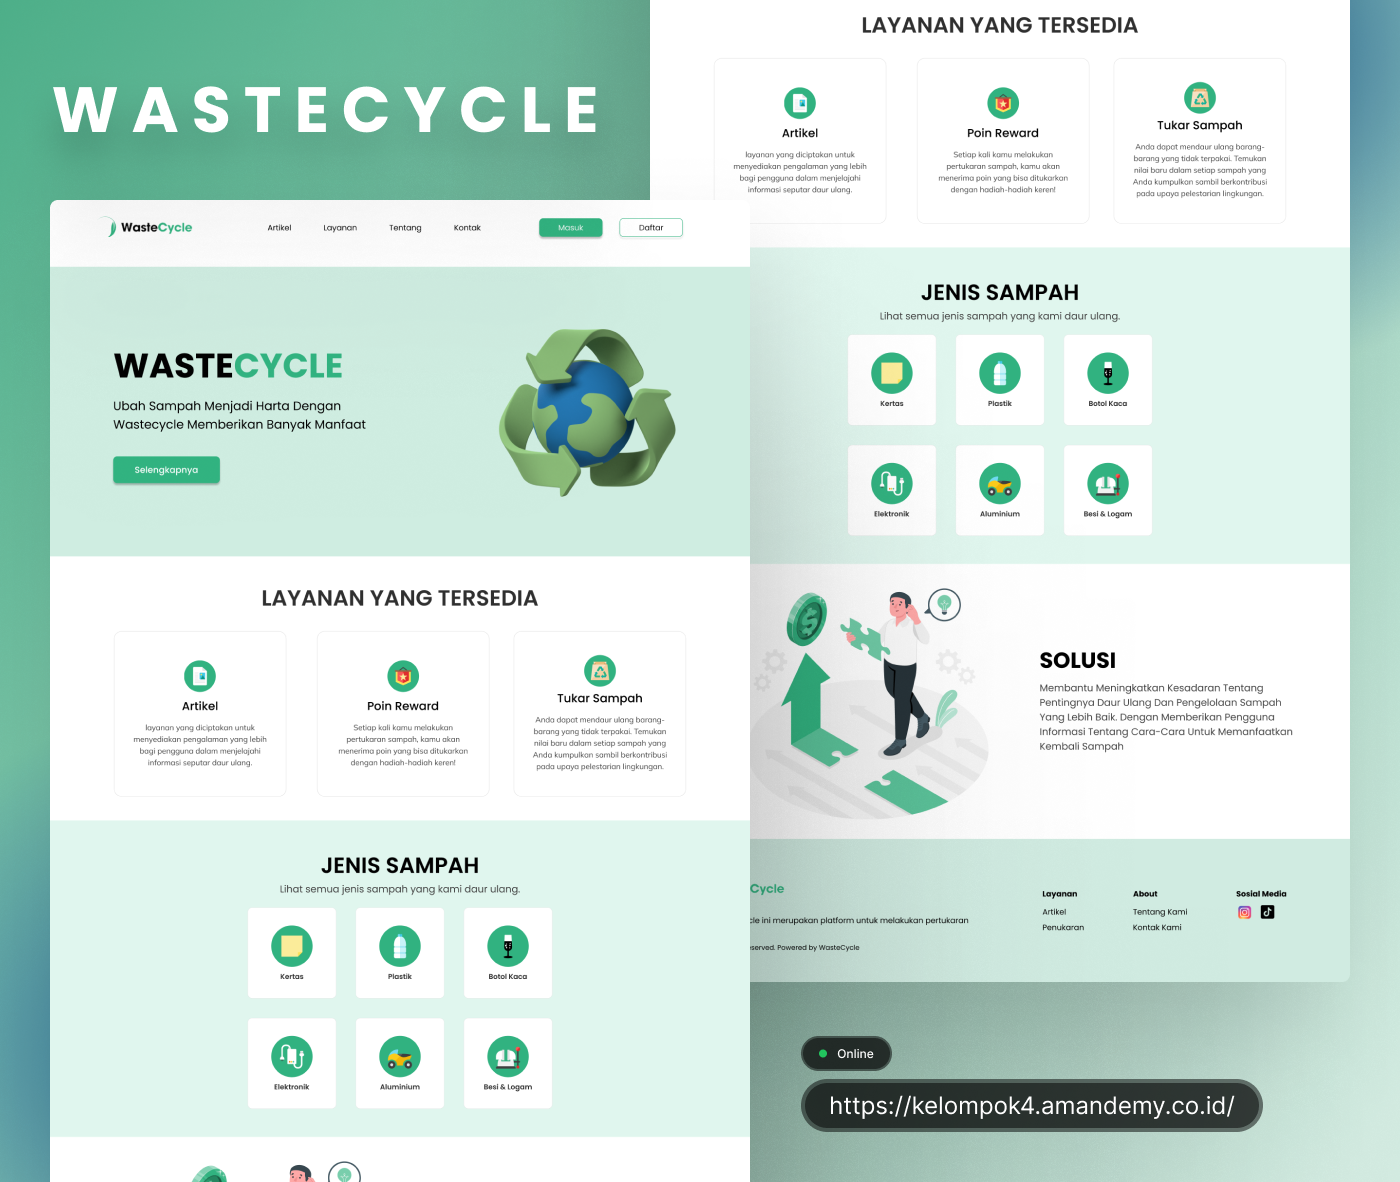 WASTECYCLE
WasteCycle
Artikel
Layanan
Tentang
Kontak
Masuk
Daftar
WASTECYCLE
Ubah Sampah Menjadi Harta Dengan
Wastecycle Memberikan Banyak Manfaat
Selengkapnya
LAYANAN YANG TERSEDIA
Artikel
layanan yang diciptakan untuk
menyediakan pengalaman yang lebih
bagi pengguna dalam menjelajahi
informasi seputar daur ulang.
Poin Reward
Setiap kali kamu melakukan
pertukaran sampah, kamu akan
menerima poin yang bisa ditukarkan
dengan hadiah-hadiah keren!
Tukar Sampah
Anda dapat mendaur ulang barang-
barang yang tidak terpakai. Temukan
nilai baru dalam setiap sampah yang
Anda kumpulkan sambil berkontribusi
pada upaya pelestarian lingkungan.
JENIS SAMPAH
Lihat semua jenis sampah yang kami daur ulang.
Kertas
Plastik
Botol Kaca
Elektronik
Aluminium
Besi & Logam
LAYANAN YANG TERSEDIA
Artikel
layanan yang diciptakan untuk
menyediakan pengalaman yang lebih
bagi pengguna dalam menjelajahi
informasi seputar daur ulang.
Poin Reward
Setiap kali kamu melakukan
pertukaran sampah, kamu akan
menerima poin yang bisa ditukarkan
dengan hadiah-hadiah keren!
Tukar Sampah
Anda dapat mendaur ulang barang-
barang yang tidak terpakai. Temukan
nilai baru dalam setiap sampah yang
Anda kumpulkan sambil berkontribusi
pada upaya pelestarian lingkungan.
JENIS SAMPAH
Lihat semua jenis sampah yang kami daur ulang.
Kertas
Plastik
Botol Kaca
Elektronik
Aluminium
Besi & Logam
SOLUSI
Membantu Meningkatkan Kesadaran Tentang
Pentingnya Daur Ulang Dan Pengelolaan Sampah
Yang Lebih Baik. Dengan Memberikan Pengguna
Informasi Tentang Cara-Cara Untuk Memanfaatkan
Kembali Sampah
Cycle
cle ini merupakan platform untuk melakukan pertukaran
eserved. Powered by WasteCycle
Layanan
Artikel
Penukaran
About
Tentang Kami
Kontak Kami
Sosial Media
Online
https://kelompok4.amandemy.co.id/